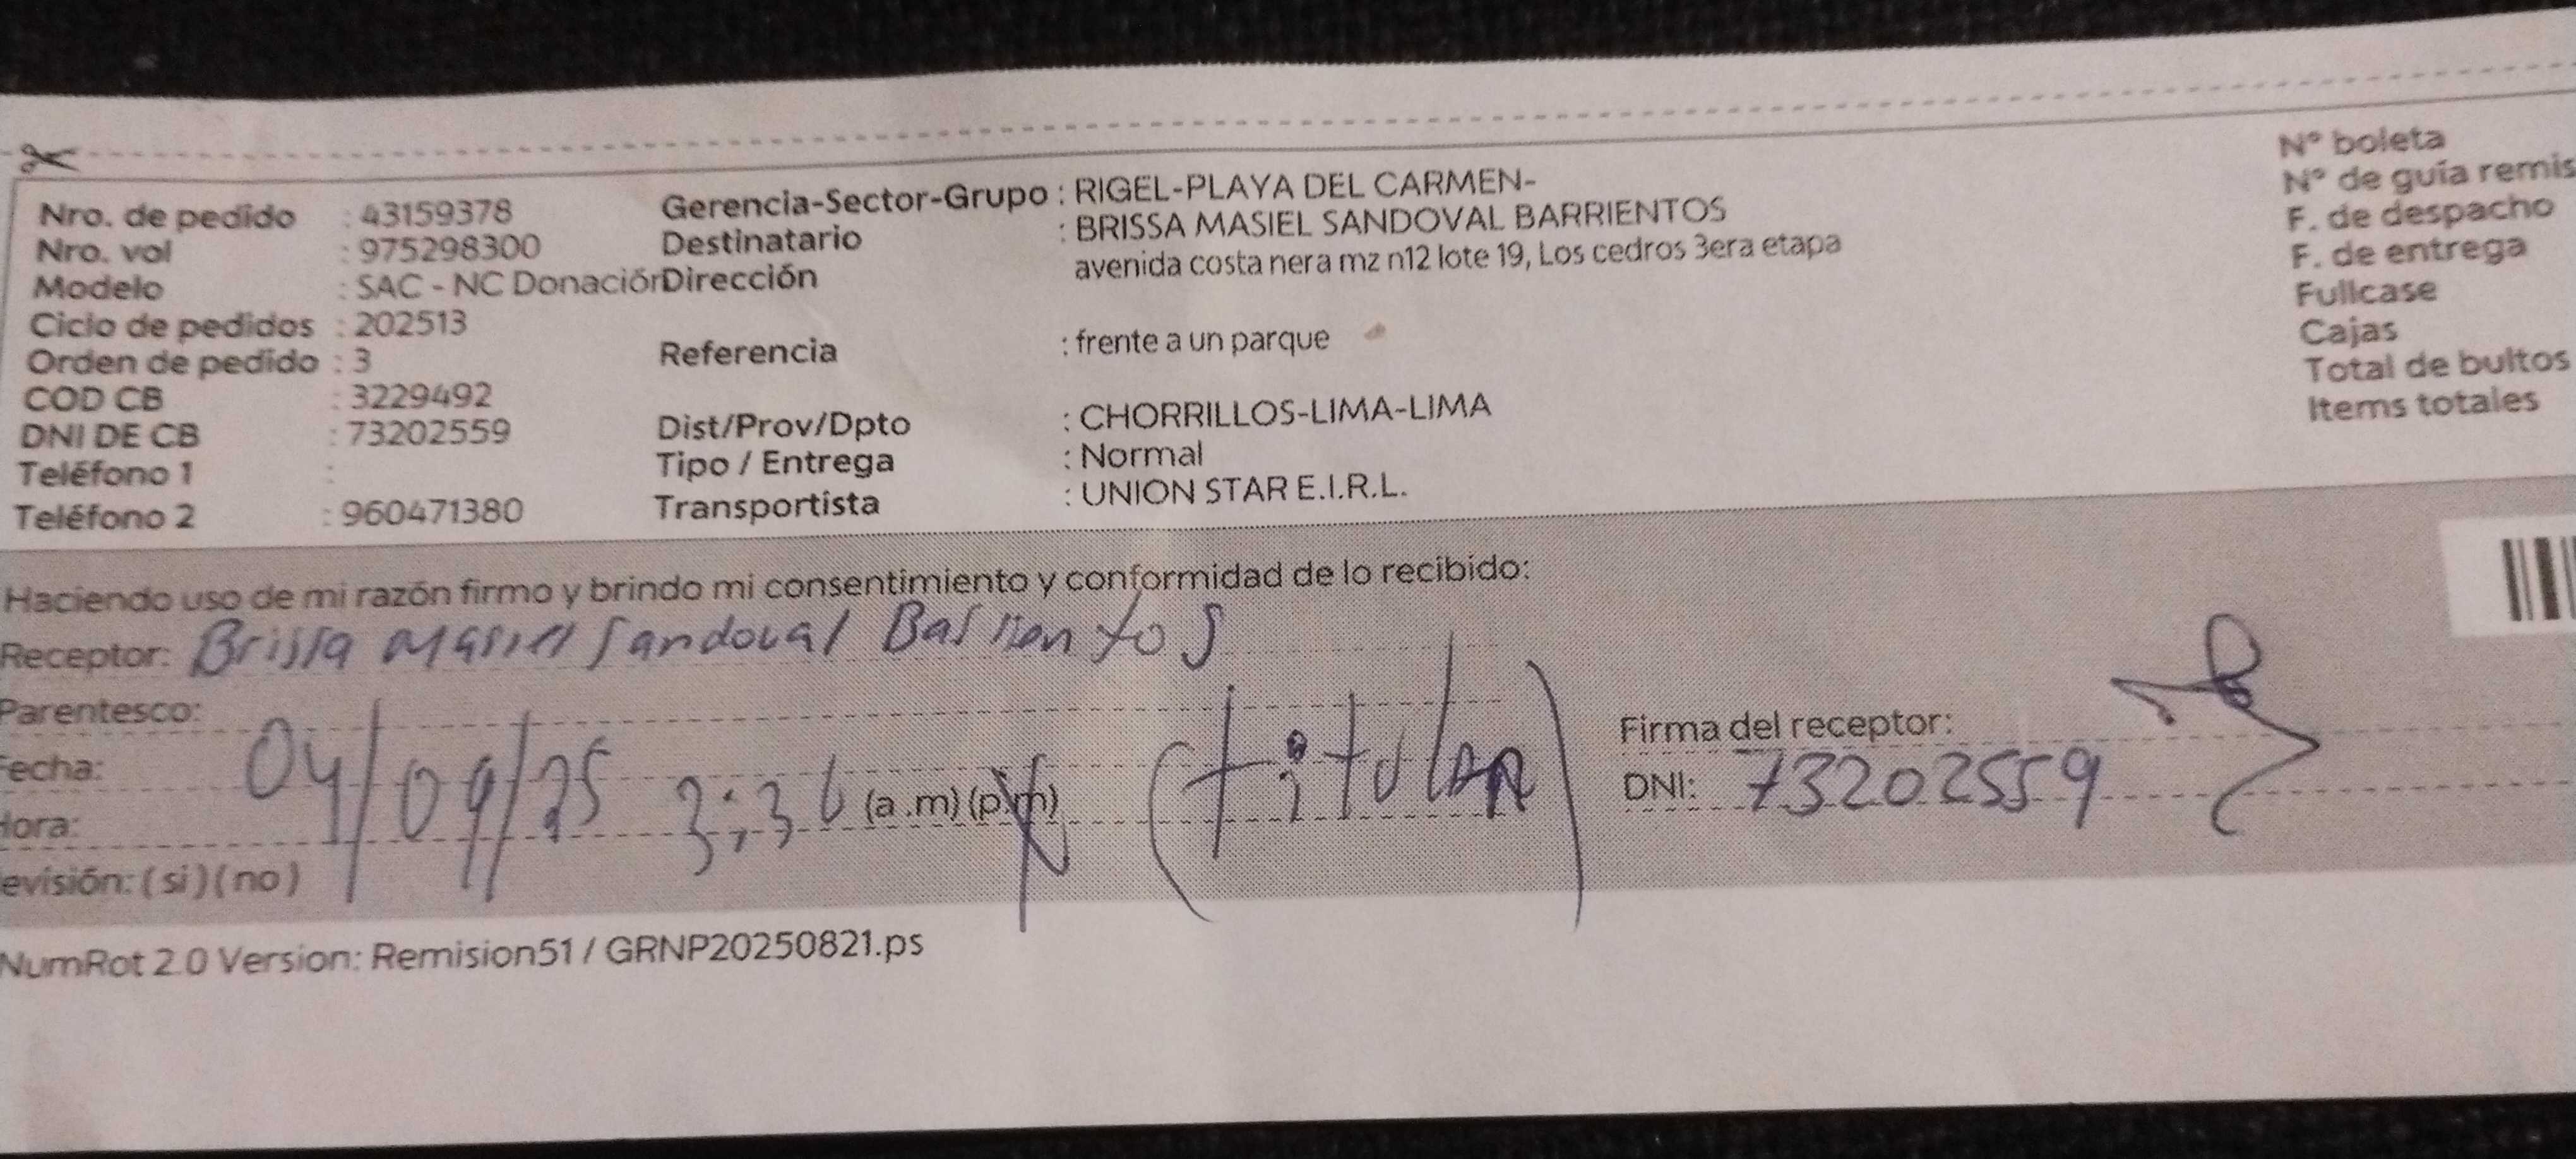 Nro. de pedido : 43159378
Nro. vol : 975298300
Modelo : SAC - NC Donación
Ciclo de pedidos : 202513
Orden de pedido : 3
COD CB : 3229492
DNI DE CB : 73202559
Teléfono 1 :
Teléfono 2 : 960471380
Gerencia-Sector-Grupo : RIGEL-PLAYA DEL CARMEN-
Destinatario : BRISSA MASIEL SANDOVAL BARRIENTOS
Dirección avenida costa nera mz n12 lote 19, Los cedros 3era etapa
Referencia : frente a un parque
Dist/Prov/Dpto : CHORRILLOS-LIMA-LIMA
Tipo / Entrega : Normal
Transportista : UNION STAR E.I.R.L.
N° boleta
N° de guía remis
F. de despacho
F. de entrega
Fullcase
Cajas
Total de bultos
Items totales
Haciendo uso de mi razón firmo y brindo mi consentimiento y conformidad de lo recibido:
Receptor: Brissa Masiel Sandoval Barrientos
Parentesco:
Fecha: 04/09/25
Hora: 3:36 (a.m) (p.m) (titular)
evisión: (si) (no)
Firma del receptor:
DNI: 73202559
NumRot 2.0 Version: Remision51 / GRNP20250821.ps